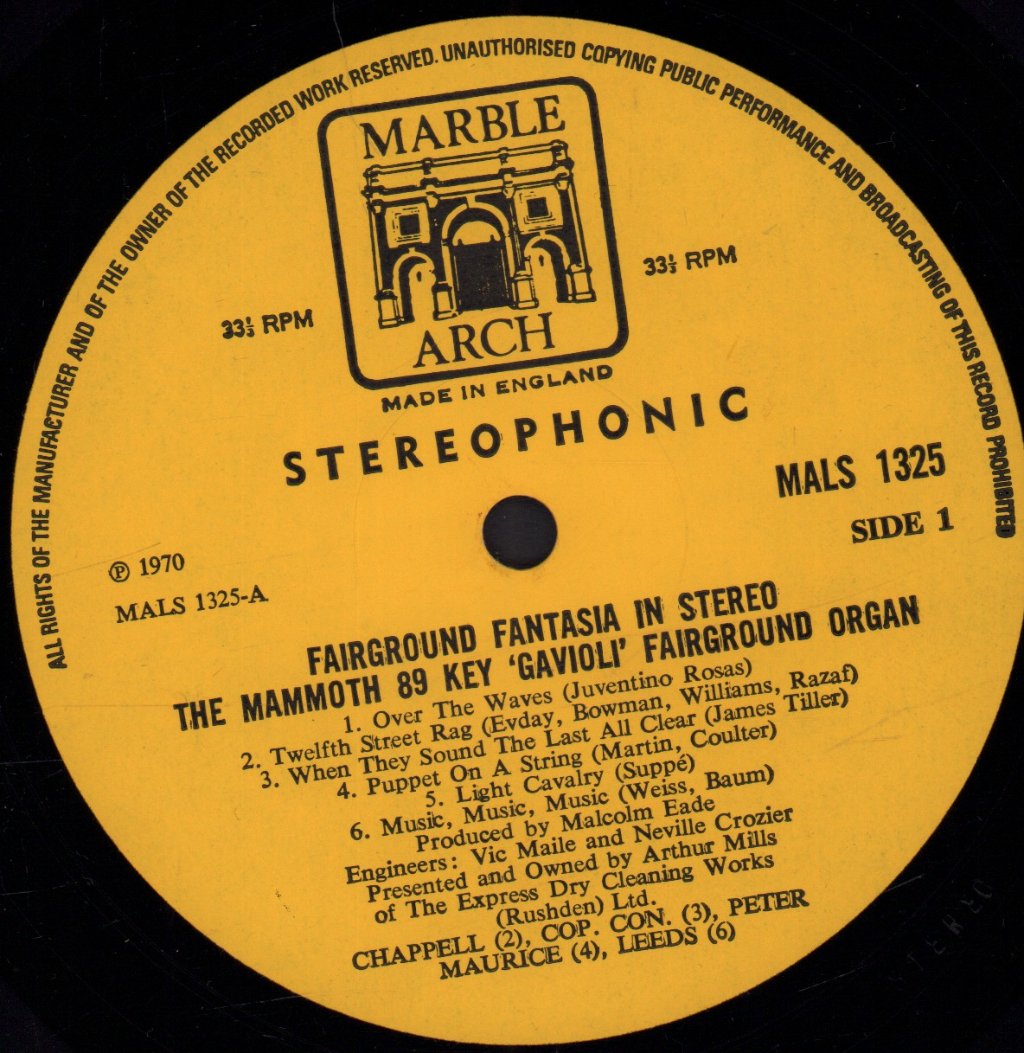 ALL RIGHTS OF THE MANUFACTURER AND OF THE OWNER OF THE RECORDED WORK RESERVED. UNAUTHORISED COPYING PUBLIC PERFORMANCE AND BROADCASTING OF THIS RECORD PROHIBITED
MARBLE
ARCH
33⅓ RPM
33⅓ RPM
MADE IN ENGLAND
STEREOPHONIC
MALS 1325
SIDE 1
℗ 1970
MALS 1325-A
FAIRGROUND FANTASIA IN STEREO
THE MAMMOTH 89 KEY ‘GAVIOLI’ FAIRGROUND ORGAN
1. Over The Waves (Juventino Rosas)
2. Twelfth Street Rag (Evday, Bowman, Williams, Razaf)
3. When They Sound The Last All Clear (James Tiller)
4. Puppet On A String (Martin, Coulter)
5. Light Cavalry (Suppé)
6. Music, Music, Music (Weiss, Baum)
Produced by Malcolm Eade
Engineers: Vic Maile and Neville Crozier
Presented and Owned by Arthur Mills
of The Express Dry Cleaning Works
(Rushden) Ltd.
CHAPPELL (2), COP. CON. (3), PETER
MAURICE (4), LEEDS (6)